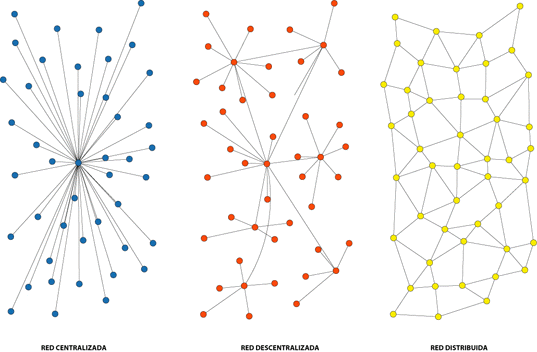 RED CENTRALIZADA
RED DESCENTRALIZADA
RED DISTRIBUIDA